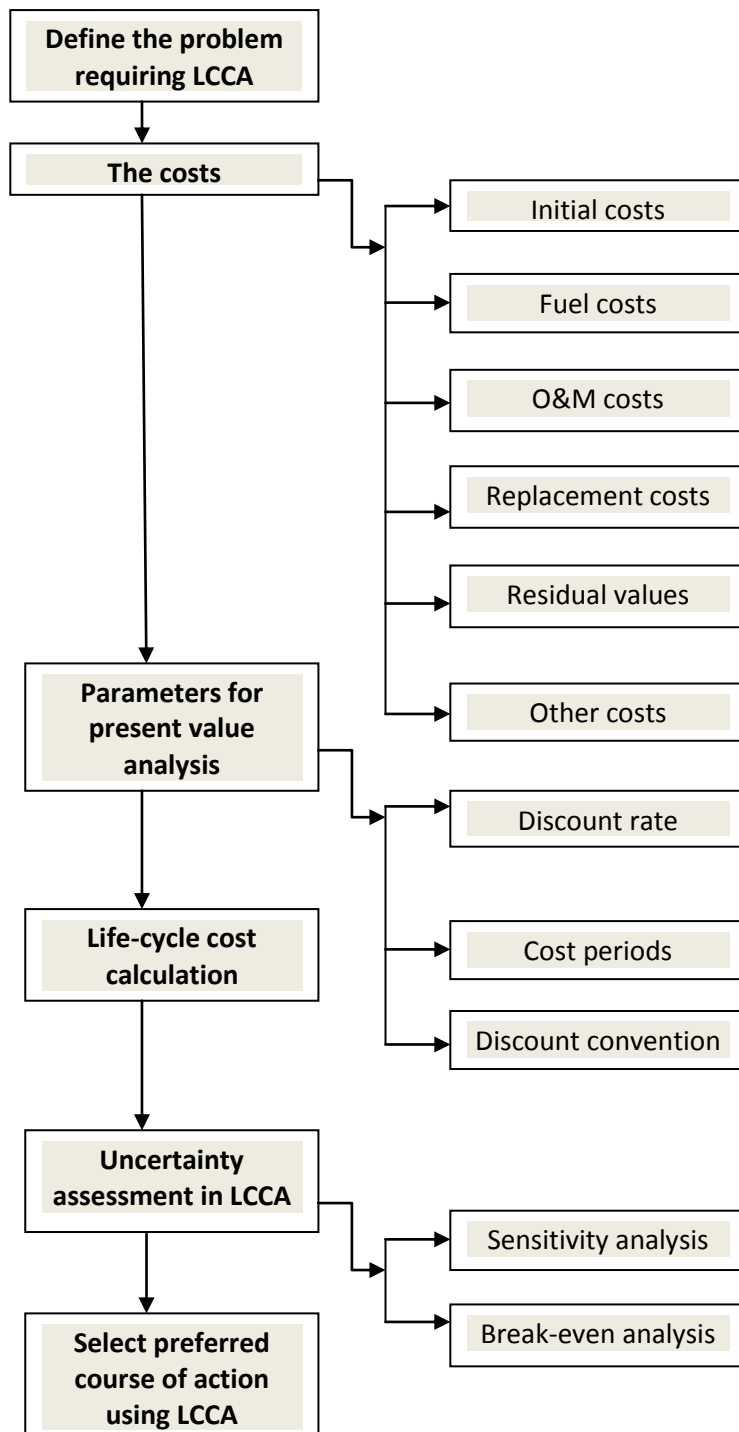 Define the problem
requiring LCCA
The costs
Initial costs
Fuel costs
O&M costs
Replacement costs
Residual values
Other costs
Parameters for
present value
analysis
Discount rate
Cost periods
Discount convention
Life-cycle cost
calculation
Uncertainty
assessment in LCCA
Sensitivity analysis
Break-even analysis
Select preferred
course of action
using LCCA